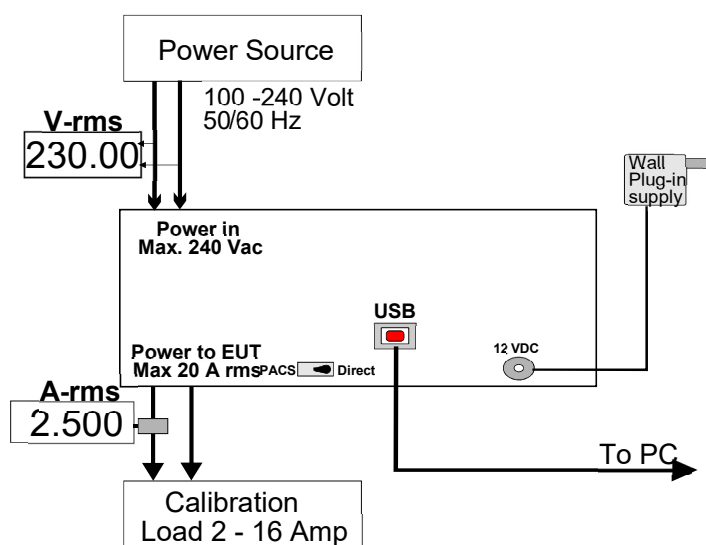 Power Source
100 -240 Volt
50/60 Hz
V-rms
230.00
Wall
Plug-in
supply
Power in
Max. 240 Vac
USB
12 VDC
Power to EUT
Max 20 A rms
PACS
Direct
A-rms
2.500
To PC
Calibration
Load 2 - 16 Amp